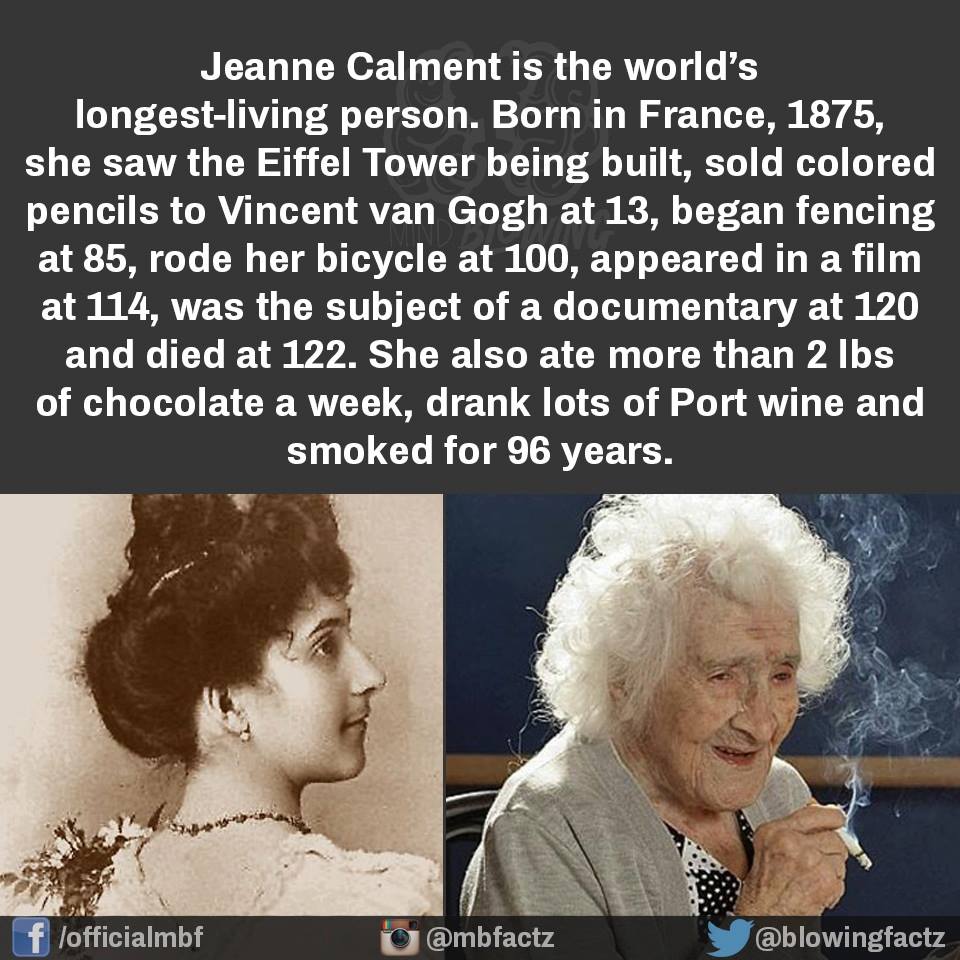 Jeanne Calment is the world’s
longest-living person. Born in France, 1875,
she saw the Eiffel Tower being built, sold colored
pencils to Vincent van Gogh at 13, began fencing
at 85, rode her bicycle at 100, appeared in a film
at 114, was the subject of a documentary at 120
and died at 122. She also ate more than 2 lbs
of chocolate a week, drank lots of Port wine and
smoked for 96 years.
MIND BLOWING
f /officialmbf @mbfactz @blowingfactz